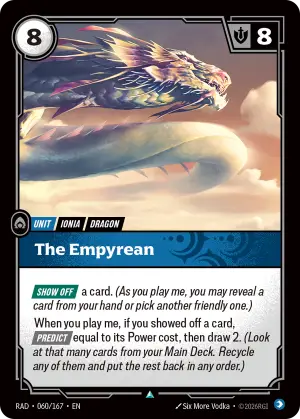 8
8
UNIT IONIA DRAGON
The Empyrean
SHOW OFF a card. (As you play me, you may reveal a
card from your hand or pick another friendly one.)
When you play me, if you showed off a card,
PREDICT equal to its Power cost, then draw 2. (Look
at that many cards from your Main Deck. Recycle
any of them and put the rest back in any order.)
RAD • 060/167 • EN
Six More Vodka
©2026RGI